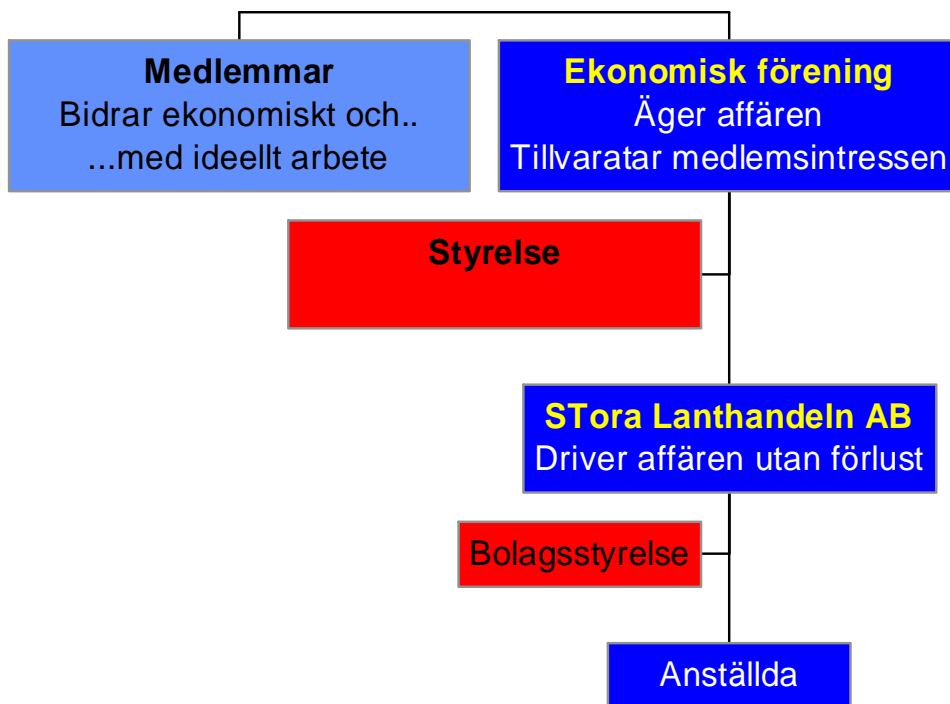 Medlemmar
Bidrar ekonomiskt och..
...med ideellt arbete
Ekonomisk förening
Äger affären
Tillvaratar medlemsintressen
Styrelse
STora Lanthandeln AB
Driver affären utan förlust
Bolagsstyrelse
Anställda